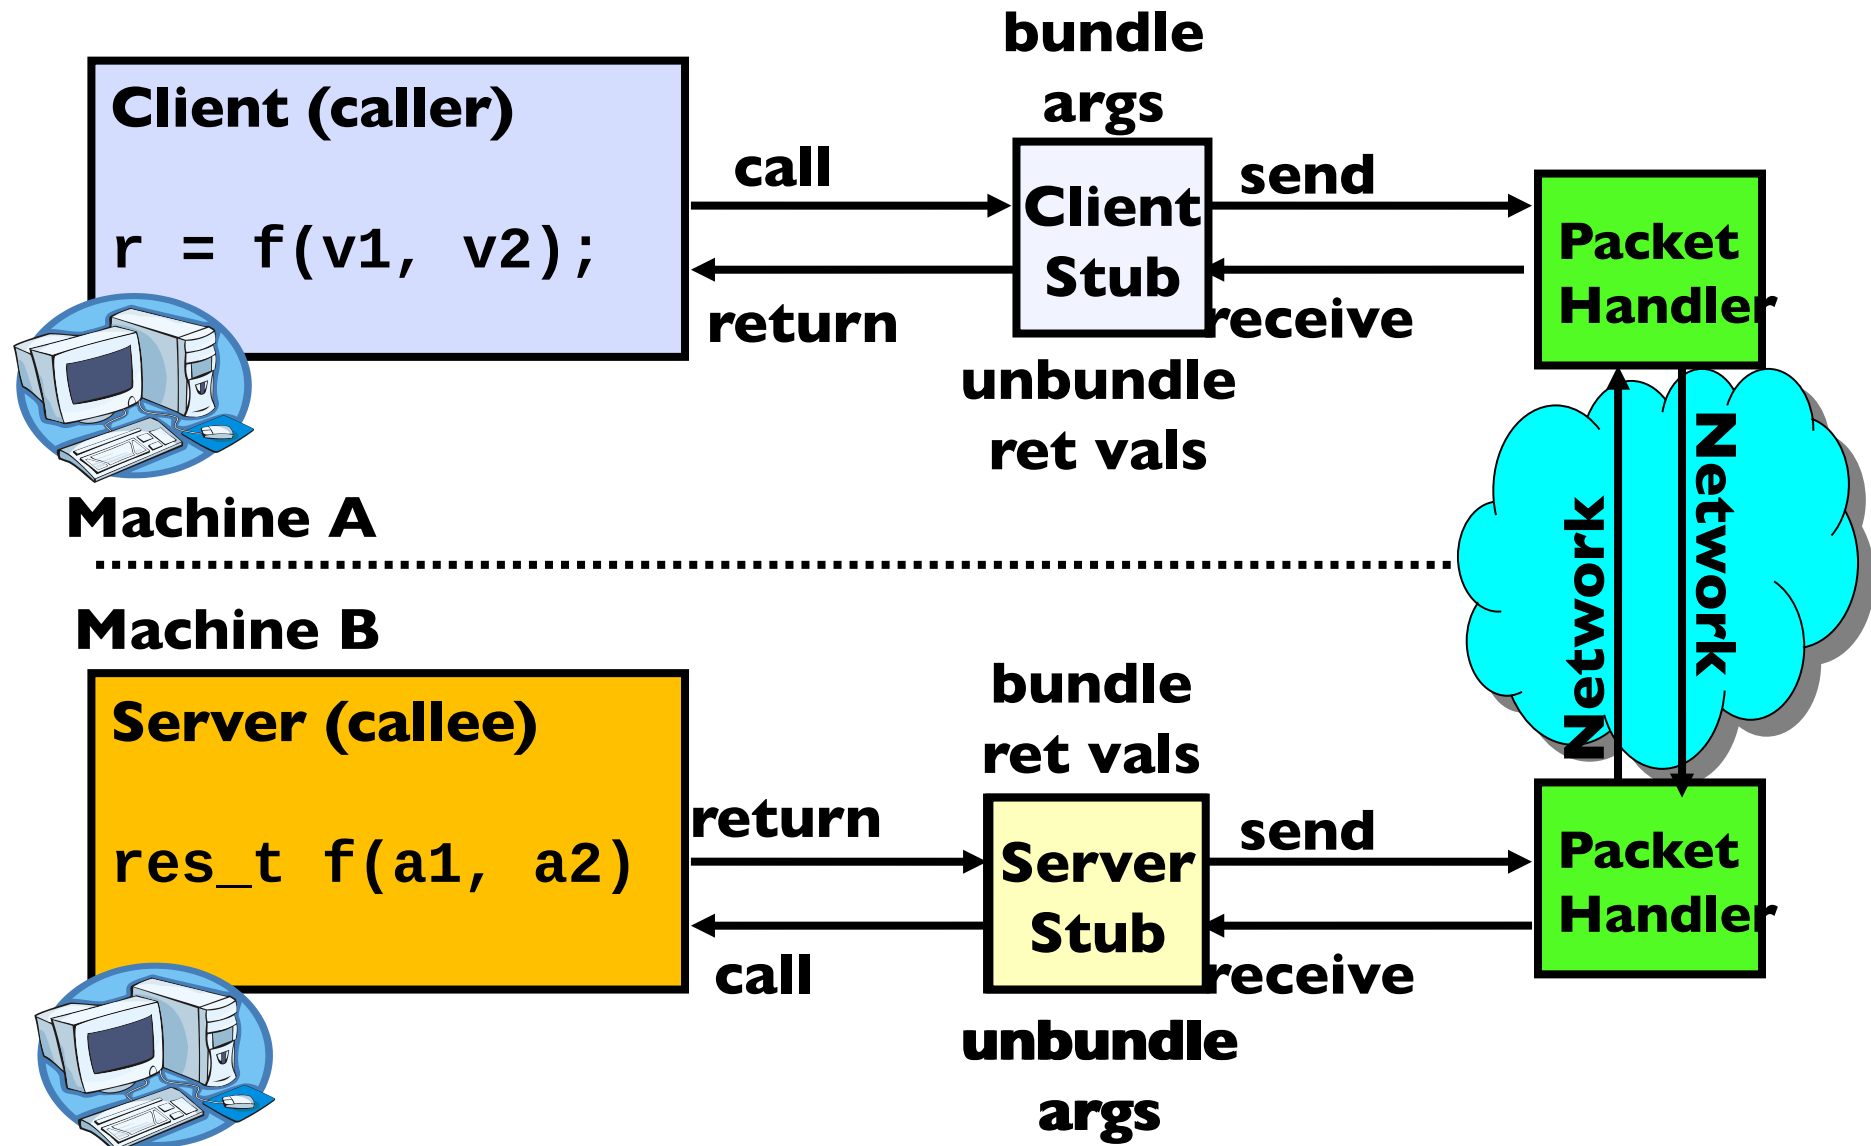 bundle
args
Client (caller)
r = f(v1, v2);
call
return
Client
Stub
send
receive
Packet
Handler
unbundle
ret vals
Network
Network
Machine A
Machine B
Server (callee)
res_t f(a1, a2)
bundle
ret vals
return
call
Server
Stub
send
receive
Packet
Handler
unbundle
args